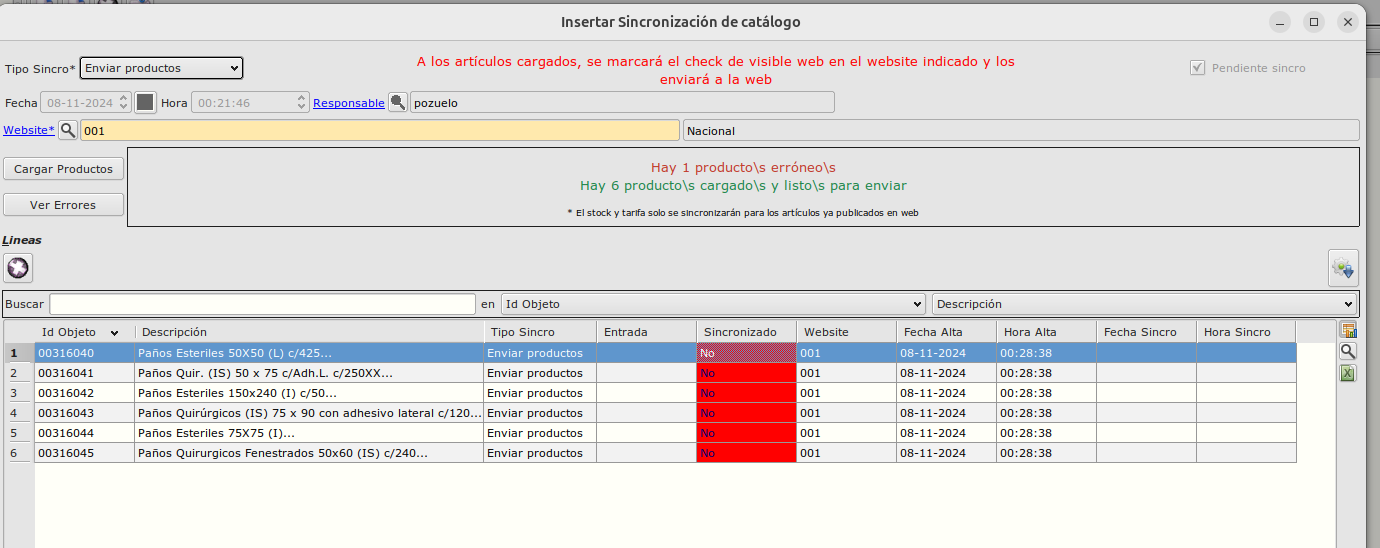 Insertar Sincronización de catálogo
Tipo Sincro* Enviar productos
A los artículos cargados, se marcará el check de visible web en el website indicado y los
enviará a la web
Pendiente sincro
Fecha 08-11-2024 Hora 00:21:46 Responsable pozuelo
Website* 001 Nacional
Cargar Productos
Ver Errores
Hay 1 producto\s erróneo\s
Hay 6 producto\s cargado\s y listo\s para enviar
* El stock y tarifa solo se sincronizarán para los artículos ya publicados en web
Lineas
Buscar en Id Objeto Descripción
Id Objeto Descripción Tipo Sincro Entrada Sincronizado Website Fecha Alta Hora Alta Fecha Sincro Hora Sincro
1 00316040 Paños Esteriles 50X50 (L) c/425... Enviar productos No 001 08-11-2024 00:28:38
2 00316041 Paños Quir. (IS) 50 x 75 c/Adh.L. c/250XX... Enviar productos No 001 08-11-2024 00:28:38
3 00316042 Paños Esteriles 150x240 (I) c/50... Enviar productos No 001 08-11-2024 00:28:38
4 00316043 Paños Quirúrgicos (IS) 75 x 90 con adhesivo lateral c/120... Enviar productos No 001 08-11-2024 00:28:38
5 00316044 Paños Esteriles 75X75 (I)... Enviar productos No 001 08-11-2024 00:28:38
6 00316045 Paños Quirurgicos Fenestrados 50x60 (IS) c/240... Enviar productos No 001 08-11-2024 00:28:38